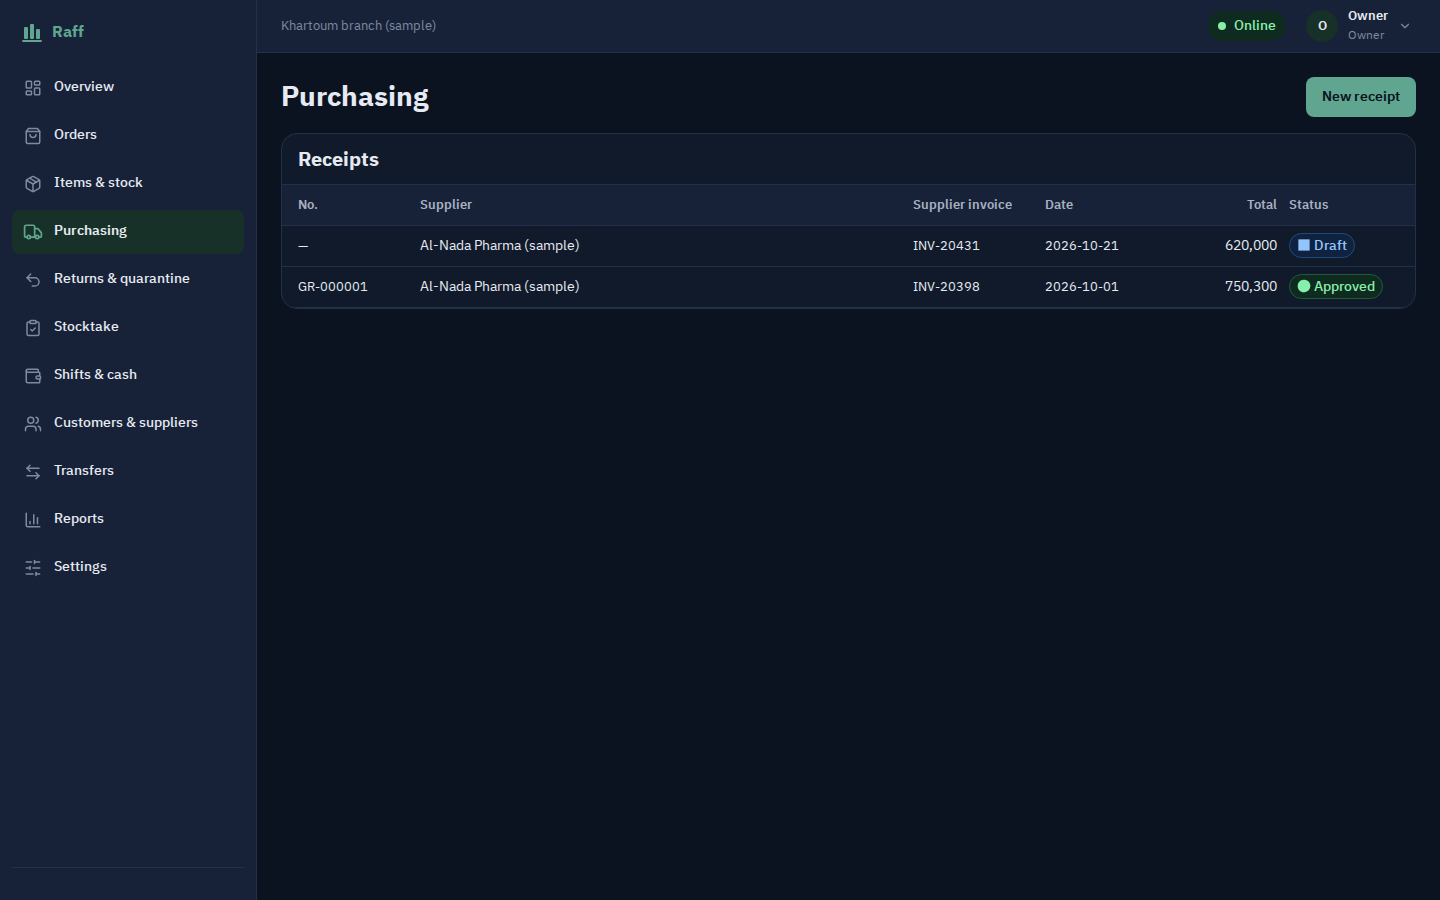 Raff
Overview
Orders
Items & stock
Purchasing
Returns & quarantine
Stocktake
Shifts & cash
Customers & suppliers
Transfers
Reports
Settings
Khartoum branch (sample)
Online
O
Owner
Owner
Purchasing
New receipt
Receipts
No. Supplier Supplier invoice Date Total Status
— Al-Nada Pharma (sample) INV-20431 2026-10-21 620,000 Draft
GR-000001 Al-Nada Pharma (sample) INV-20398 2026-10-01 750,300 Approved